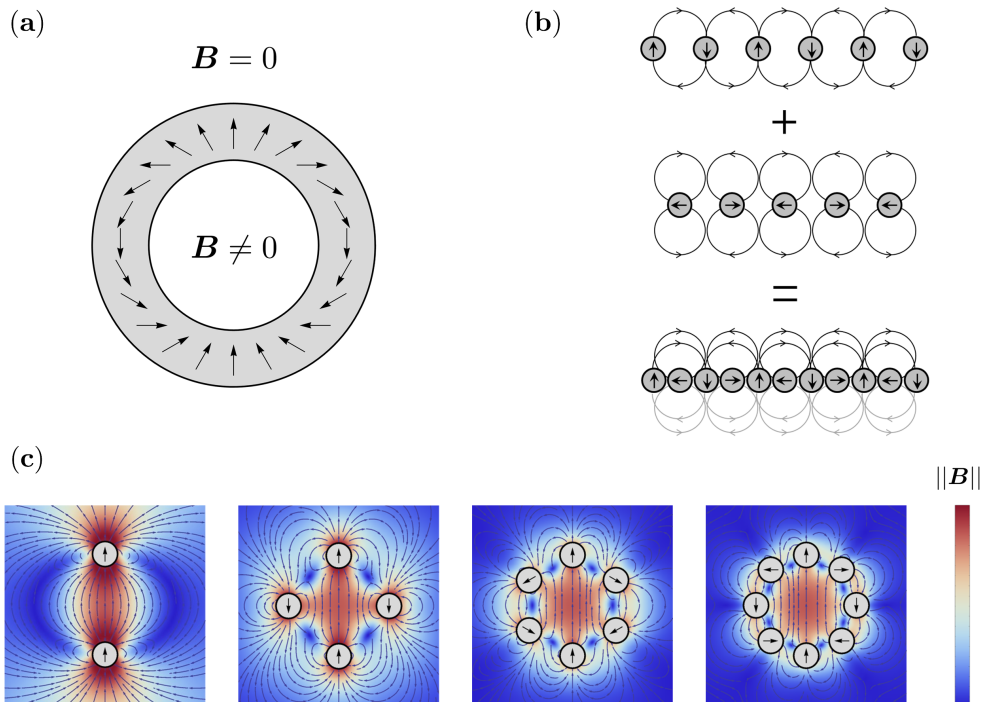 (a)
B = 0
B ≠ 0
(b)
+
=
(c)
||B||